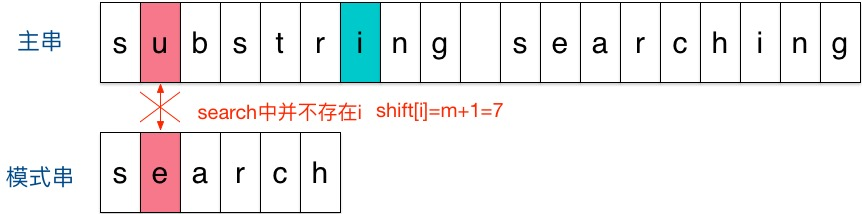 主串 s u b s t r i n g s e a r c h i n g
search中并不存在i shift[i]=m+1=7
模式串 s e a r c h